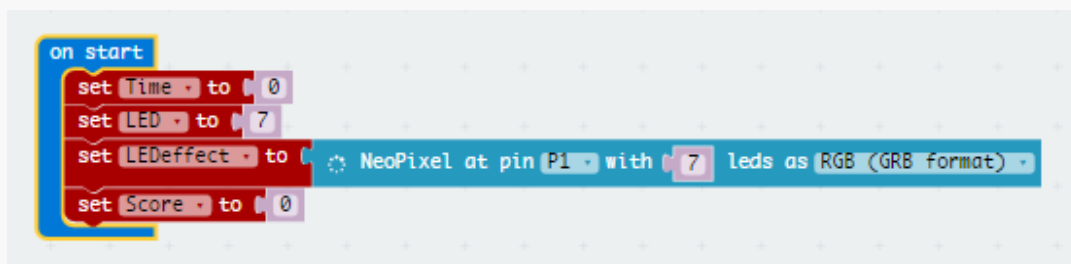 on start
set Time to 0
set LED to 7
set LEDeffect to NeoPixel at pin P1 with 7 leds as RGB (GRB format)
set Score to 0